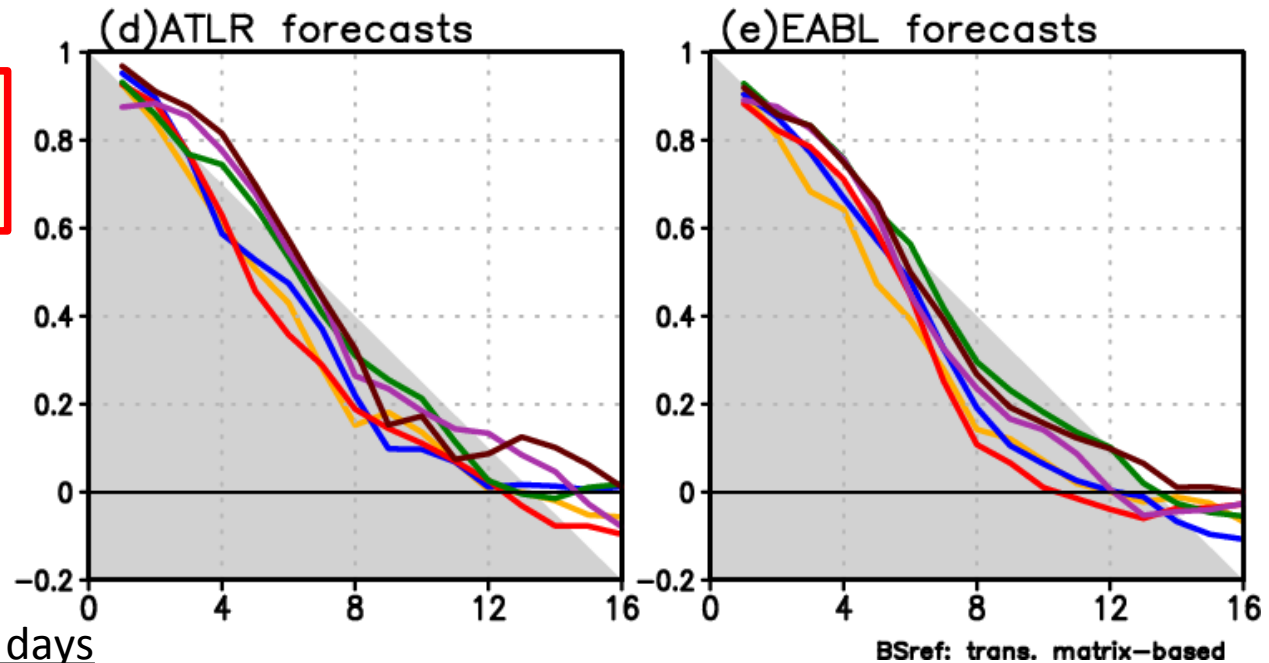 (d)ATLR forecasts
1
0.8
0.6
0.4
0.2
0
−0.2
0 4 8 12 16
(e)EABL forecasts
1
0.8
0.6
0.4
0.2
0
−0.2
0 4 8 12 16
days
BSref: trans. matrix−based